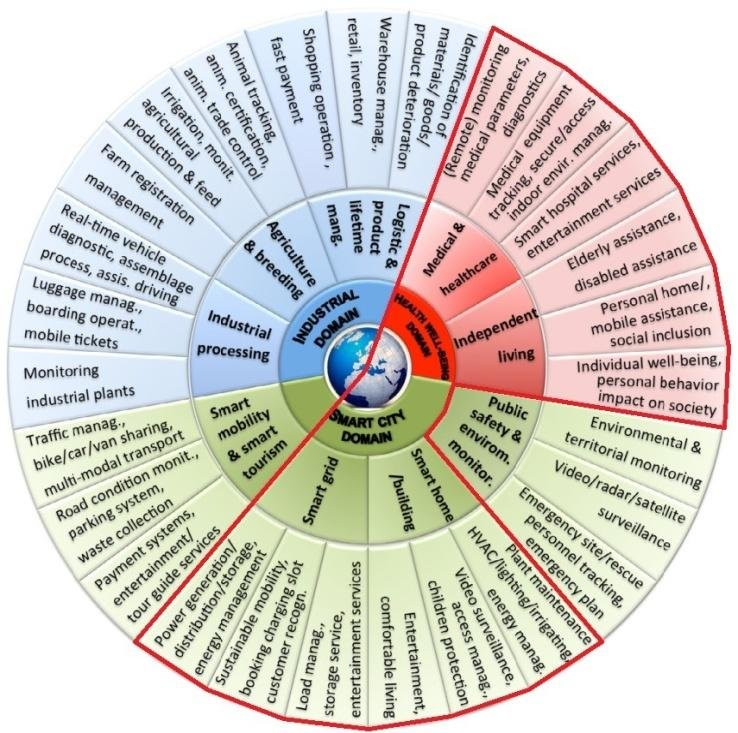 INDUSTRIAL
DOMAIN
HEALTH WELL-BEING
DOMAIN
SMART CITY
DOMAIN
Logistic &
product
lifetime
mang.
Agriculture
& breeding
Industrial
processing
Medical &
healthcare
Independent
living
Public
safety &
environm.
monitor.
Smart home
/building
Smart grid
Smart
mobility
& smart
tourism
Identification of
materials/ goods/
product deterioration
Warehouse manag.,
retail, inventory
Shopping operation ,
fast payment
Animal tracking,
anim. certification,
anim. trade control
Irrigation, monit.
agricultural
production & feed
Farm registration
management
Real-time vehicle
diagnostic, assemblage
process, assis. driving
Luggage manag.,
boarding operat.,
mobile tickets
Monitoring
industrial plants
(Remote) monitoring
medical parameters,
diagnostics
Medical equipment
tracking, secure/access
indoor envir. manag.
Smart hospital services,
entertainment services
Elderly assistance,
disabled assistance
Personal home/,
mobile assistance,
social inclusion
Individual well-being,
personal behavior
impact on society
Environmental &
territorial monitoring
Video/radar/satellite
surveillance
Emergency site/rescue
personnel tracking,
emergency plan
Plant maintenance
HVAC/lighting/irrigating,
energy manag.
Video surveillance,
access manag.,
children protection
Entertainment,
comfortable living
Load manag.,
storage service,
entertainment services
Sustainable mobility,
booking charging slot
customer recogn.
Power generation/
distribution/storage,
energy management
Payment systems,
entertainment/
tour guide services
Road condition monit.,
parking system,
waste collection
Traffic manag.,
bike/car/van sharing,
multi-modal transport